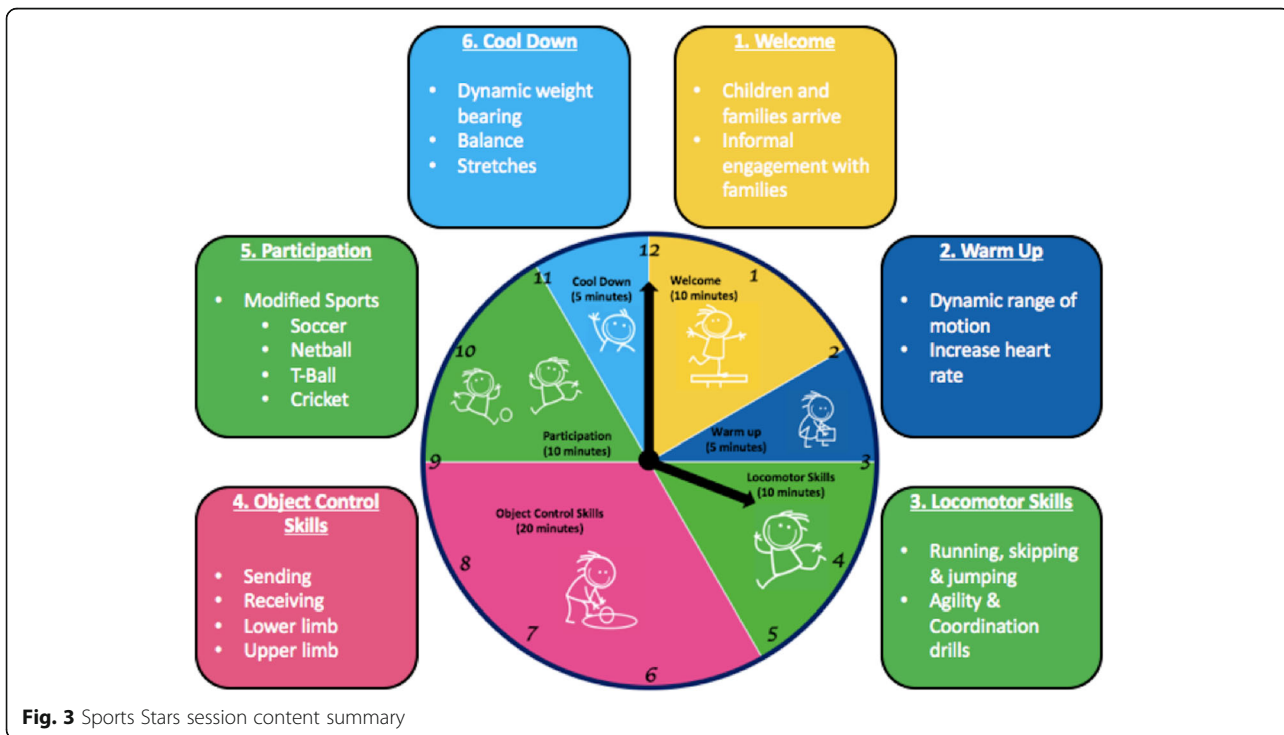 6. Cool Down
• Dynamic weight
bearing
• Balance
• Stretches
1. Welcome
• Children and
families arrive
• Informal
engagement with
families
5. Participation
• Modified Sports
• Soccer
• Netball
• T-Ball
• Cricket
2. Warm Up
• Dynamic range of
motion
• Increase heart
rate
4. Object Control
Skills
• Sending
• Receiving
• Lower limb
• Upper limb
3. Locomotor Skills
• Running, skipping
& jumping
• Agility &
Coordination
drills
12
1
2
3
4
5
6
7
8
9
10
11
Welcome
(10 minutes)
Warm up
(5 minutes)
Locomotor Skills
(10 minutes)
Object Control Skills
(20 minutes)
Participation
(10 minutes)
Cool Down
(5 minutes)
Fig. 3 Sports Stars session content summary